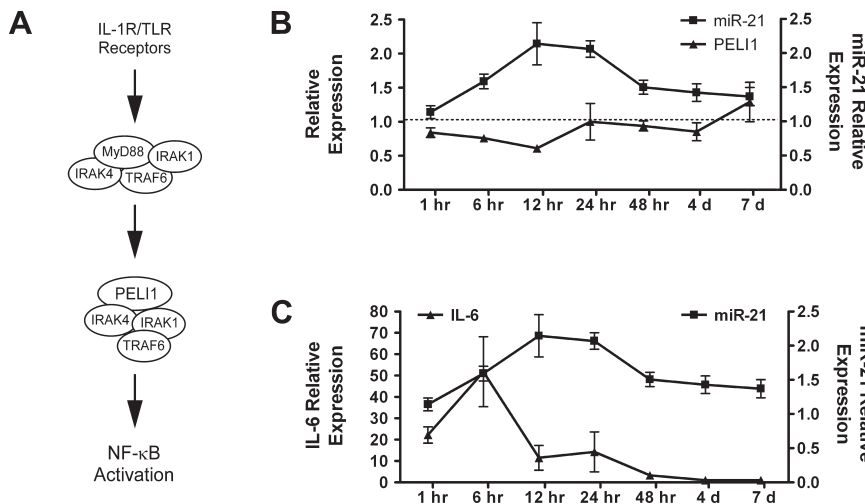 A
IL-1R/TLR
Receptors
MyD88
IRAK1
IRAK4
TRAF6
PELI1
IRAK4
IRAK1
TRAF6
NF-κB
Activation
B
Relative
Expression
2.5
2.0
1.5
1.0
0.5
0.0
miR-21
PELI1
2.5
2.0
1.5
1.0
0.5
0.0
miR-21 Relative
Expression
1 hr 6 hr 12 hr 24 hr 48 hr 4 d 7 d
C
IL-6 Relative
Expression
80
70
60
50
40
30
20
10
0
IL-6
miR-21
2.5
2.0
1.5
1.0
0.5
0.0
miR-21 Relative
Expression
1 hr 6 hr 12 hr 24 hr 48 hr 4 d 7 d